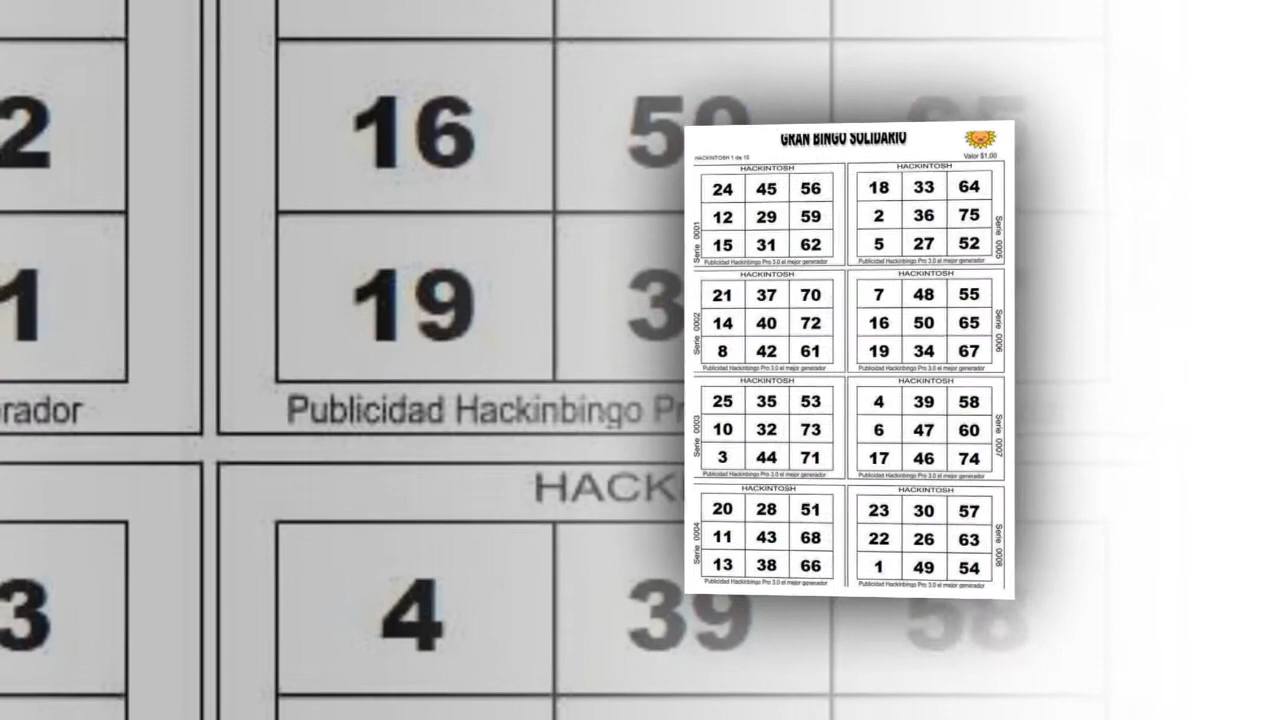 2
16 50 65
1
19 3
rador
Publicidad Hackinbingo Pr
HACK
3
4 39 58
GRAN BINGO SOLIDARIO
HACKINTOSH 1 de 15
Valor $1,00
HACKINTOSH
24 45 56
12 29 59
15 31 62
Serie 0001
Publicidad Hackinbingo Pro 3.0 el mejor generador
HACKINTOSH
18 33 64
2 36 75
5 27 52
Serie 0005
Publicidad Hackinbingo Pro 3.0 el mejor generador
HACKINTOSH
21 37 70
14 40 72
8 42 61
Serie 0002
Publicidad Hackinbingo Pro 3.0 el mejor generador
HACKINTOSH
7 48 55
16 50 65
19 34 67
Serie 0006
Publicidad Hackinbingo Pro 3.0 el mejor generador
HACKINTOSH
25 35 53
10 32 73
3 44 71
Serie 0003
Publicidad Hackinbingo Pro 3.0 el mejor generador
HACKINTOSH
4 39 58
6 47 60
17 46 74
Serie 0007
Publicidad Hackinbingo Pro 3.0 el mejor generador
HACKINTOSH
20 28 51
11 43 68
13 38 66
Serie 0004
Publicidad Hackinbingo Pro 3.0 el mejor generador
HACKINTOSH
23 30 57
22 26 63
1 49 54
Serie 0008
Publicidad Hackinbingo Pro 3.0 el mejor generador